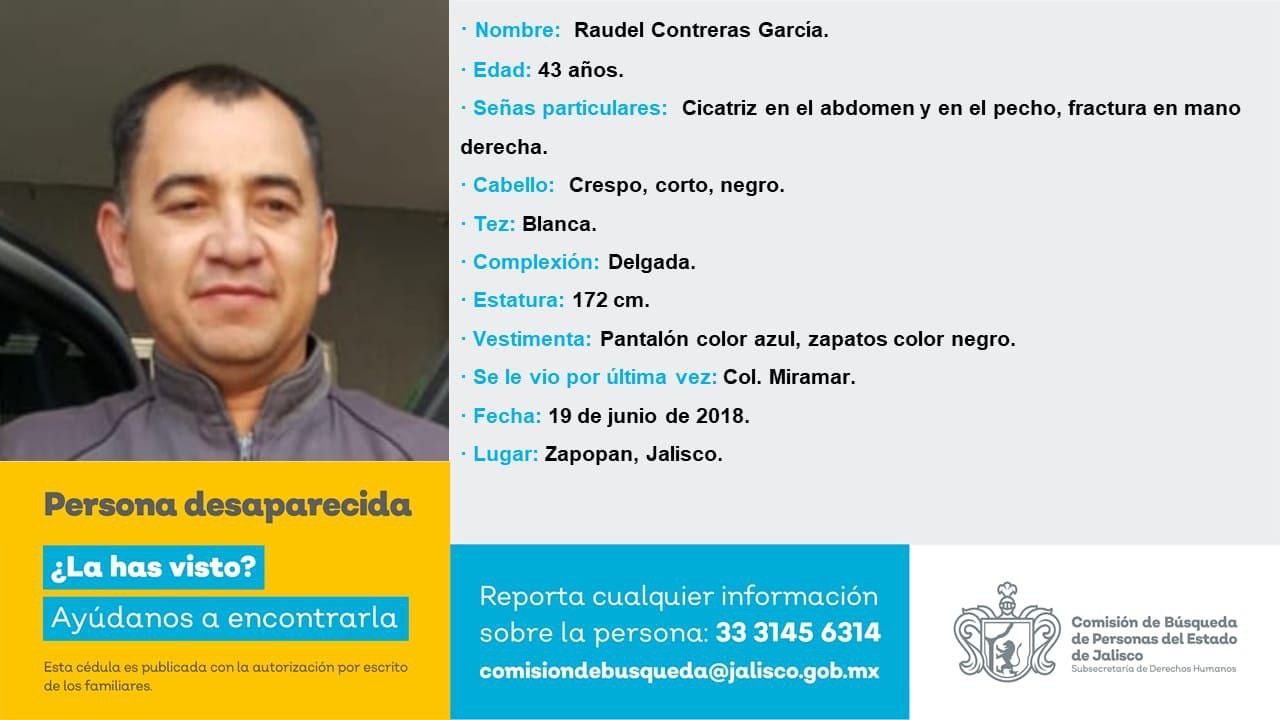 · Nombre: Raudel Contreras García.
· Edad: 43 años.
· Señas particulares: Cicatriz en el abdomen y en el pecho, fractura en mano
derecha.
· Cabello: Crespo, corto, negro.
· Tez: Blanca.
· Complexión: Delgada.
· Estatura: 172 cm.
· Vestimenta: Pantalón color azul, zapatos color negro.
· Se le vio por última vez: Col. Miramar.
· Fecha: 19 de junio de 2018.
· Lugar: Zapopan, Jalisco.
Persona desaparecida
¿La has visto?
Ayúdanos a encontrarla
Esta cédula es publicada con la autorización por escrito
de los familiares.
Reporta cualquier información
sobre la persona: 33 3145 6314
comisiondebusqueda@jalisco.gob.mx
Comisión de Búsqueda
de Personas del Estado
de Jalisco
Subsecretaría de Derechos Humanos